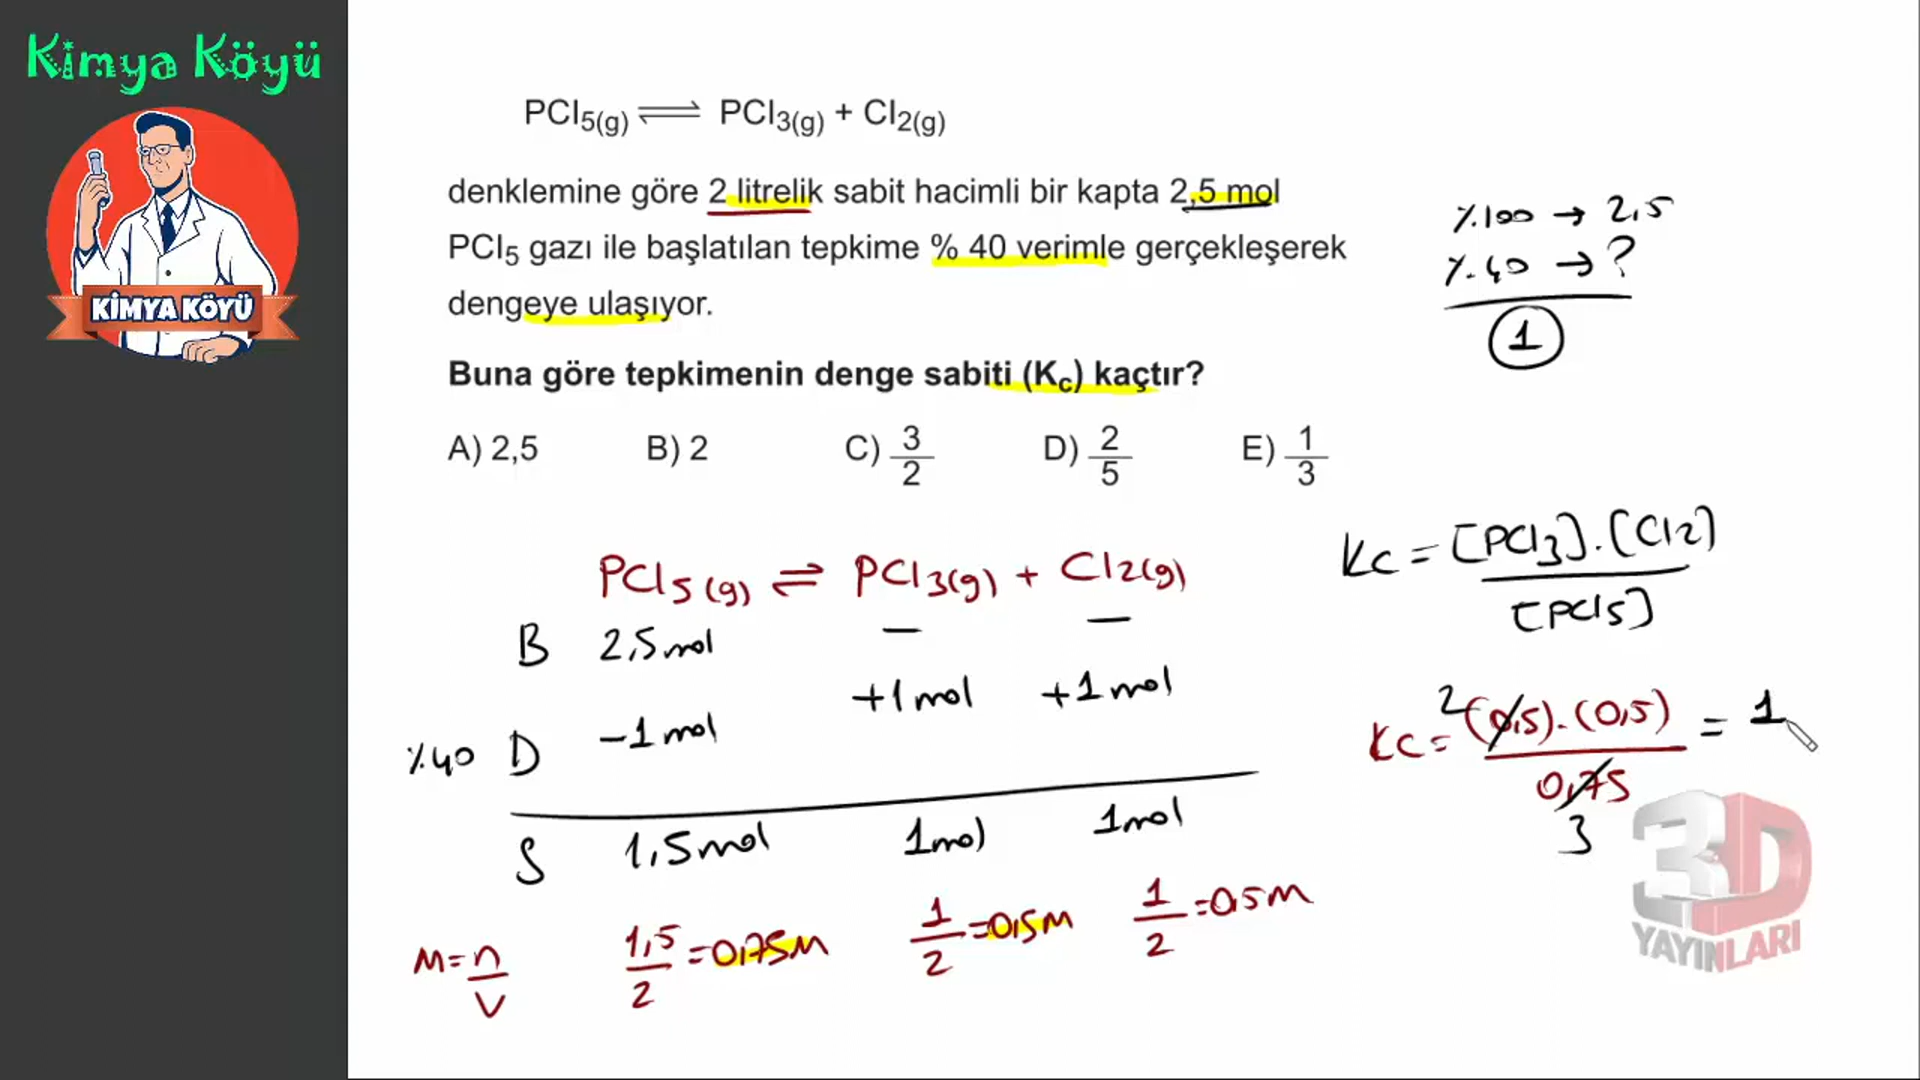 Kimya Köyü
KİMYA KÖYÜ
PCl5(g) ⇌ PCl3(g) + Cl2(g)
denklemine göre 2 litrelik sabit hacimli bir kapta 2,5 mol
PCl5 gazı ile başlatılan tepkime % 40 verimle gerçekleşerek
dengeye ulaşıyor.
Buna göre tepkimenin denge sabiti (Kc) kaçtır?
A) 2,5 B) 2 C) 3/2 D) 2/5 E) 1/3
%100 → 2,5
%40 → ?
1
PCl5(g) ⇌ PCl3(g) + Cl2(g)
B 2,5 mol — —
%40 D -1 mol +1 mol +1 mol
S 1,5 mol 1 mol 1 mol
M = n/V 1,5/2 = 0,75M 1/2 = 0,5M 1/2 = 0,5M
Kc = [PCl3].[Cl2] / [PCl5]
Kc = 2 (0,5).(0,5) / 0,75 = 1
3
3D
YAYINLARI